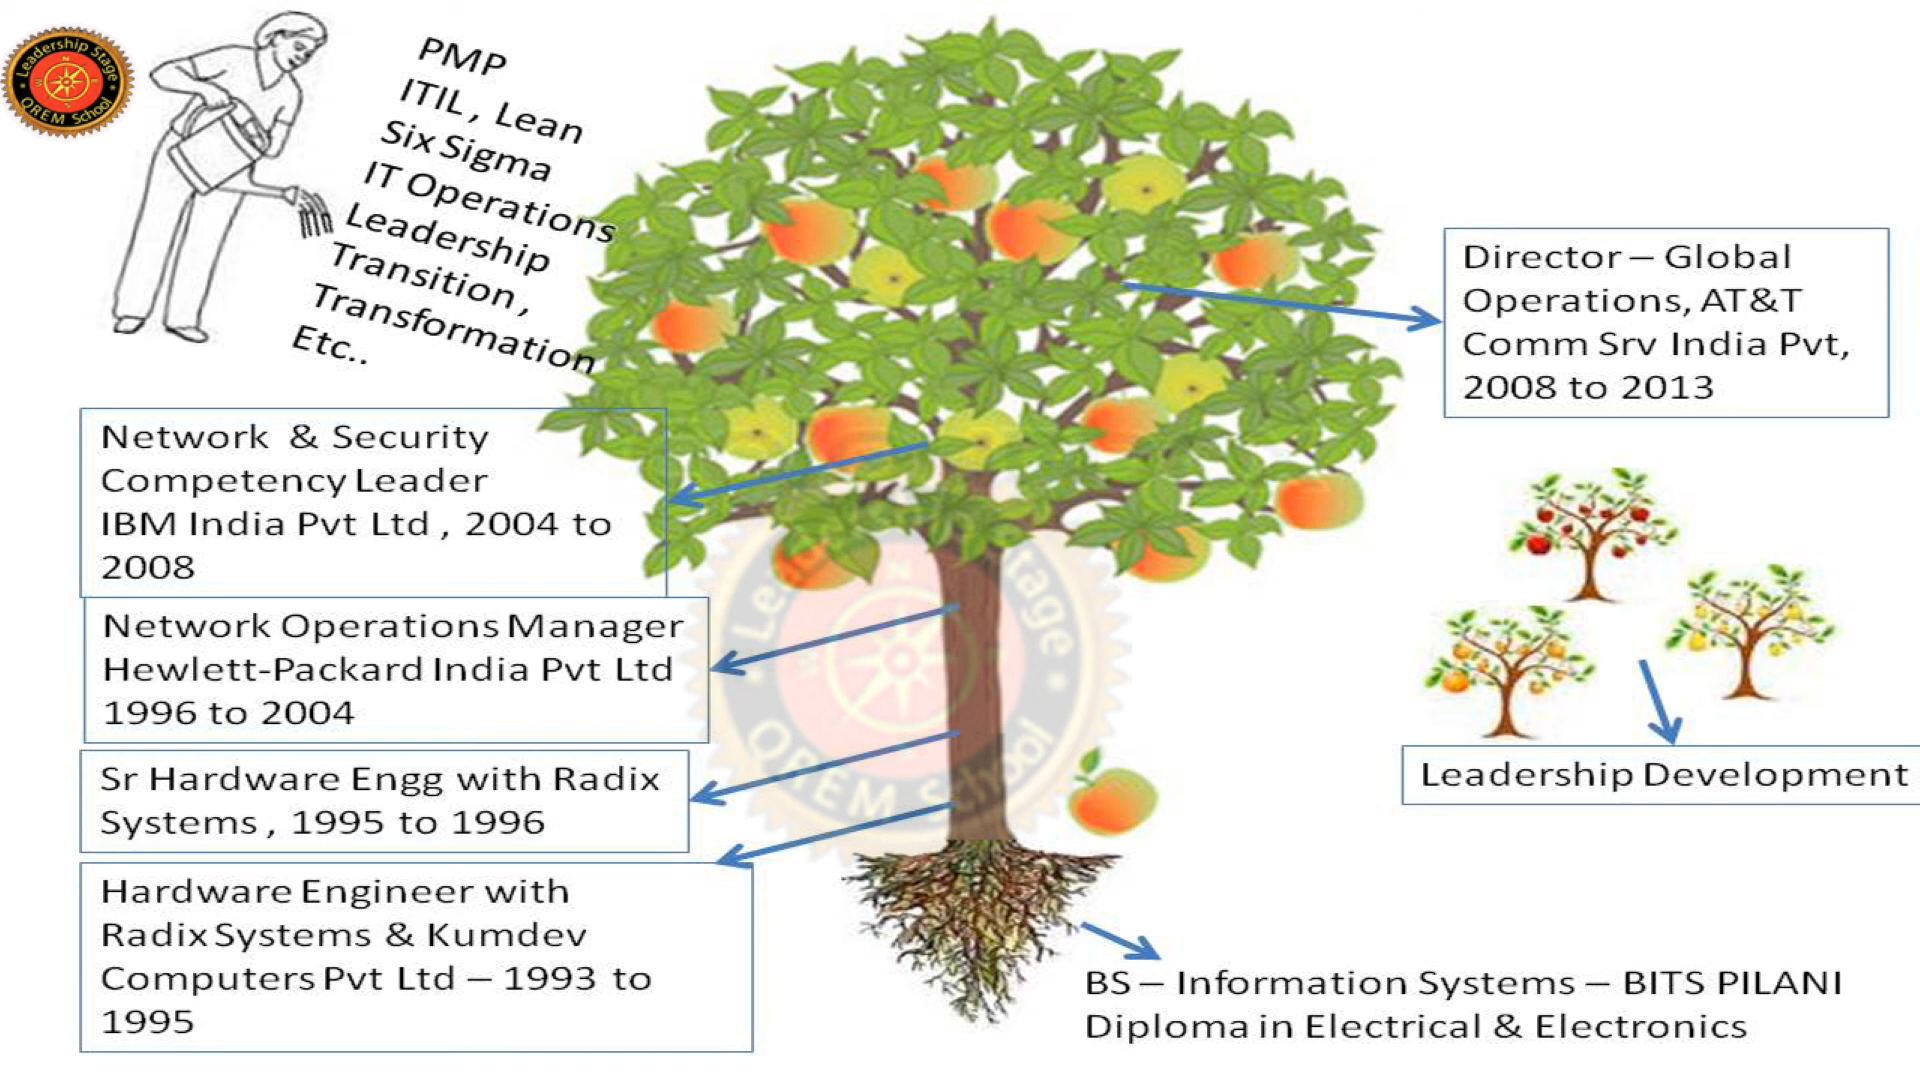 Leadership Stage
QREM School
PMP
ITIL , Lean
Six Sigma
IT Operations
Leadership
Transition ,
Transformation
Etc..
Director – Global
Operations, AT&T
Comm Srv India Pvt,
2008 to 2013
Network & Security
Competency Leader
IBM India Pvt Ltd , 2004 to
2008
Network Operations Manager
Hewlett-Packard India Pvt Ltd
1996 to 2004
Sr Hardware Engg with Radix
Systems , 1995 to 1996
Hardware Engineer with
Radix Systems & Kumdev
Computers Pvt Ltd – 1993 to
1995
Leadership Development
BS – Information Systems – BITS PILANI
Diploma in Electrical & Electronics